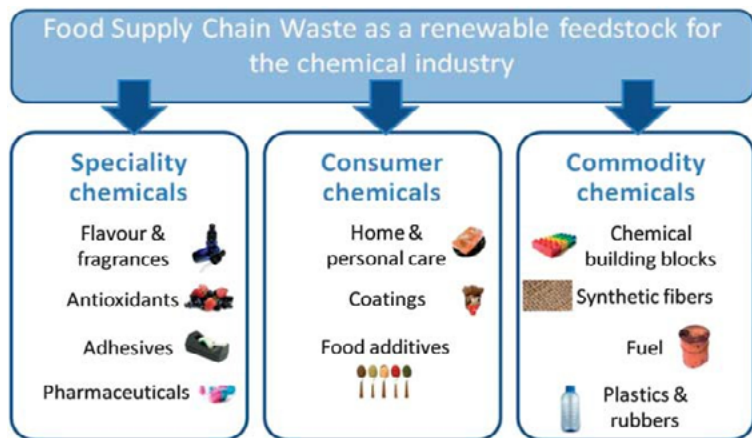 Food Supply Chain Waste as a renewable feedstock for
the chemical industry
Speciality
chemicals
Flavour &
fragrances
Antioxidants
Adhesives
Pharmaceuticals
Consumer
chemicals
Home &
personal care
Coatings
Food additives
Commodity
chemicals
Chemical
building blocks
Synthetic fibers
Fuel
Plastics &
rubbers